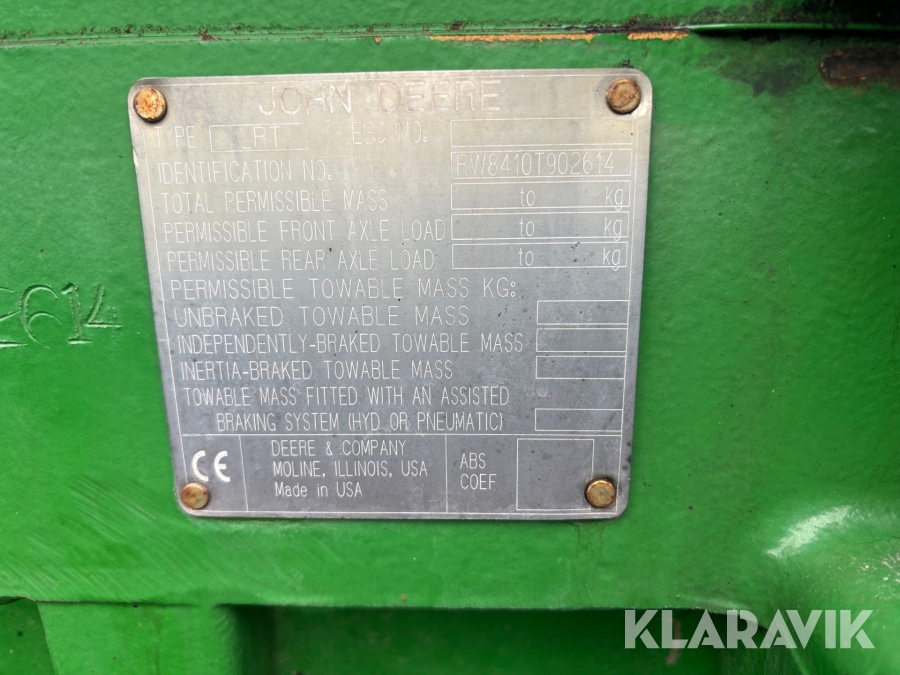 JOHN DEERE
TYPE LRT EEC NO.
IDENTIFICATION NO. RW8410T902614
TOTAL PERMISSIBLE MASS to kg
PERMISSIBLE FRONT AXLE LOAD to kg
PERMISSIBLE REAR AXLE LOAD to kg
PERMISSIBLE TOWABLE MASS KG:
UNBRAKED TOWABLE MASS
INDEPENDENTLY-BRAKED TOWABLE MASS
INERTIA-BRAKED TOWABLE MASS
TOWABLE MASS FITTED WITH AN ASSISTED
BRAKING SYSTEM (HYD OR PNEUMATIC)
CE
DEERE & COMPANY
MOLINE, ILLINOIS, USA
Made in USA
ABS
COEF
2614
KLARAVIK